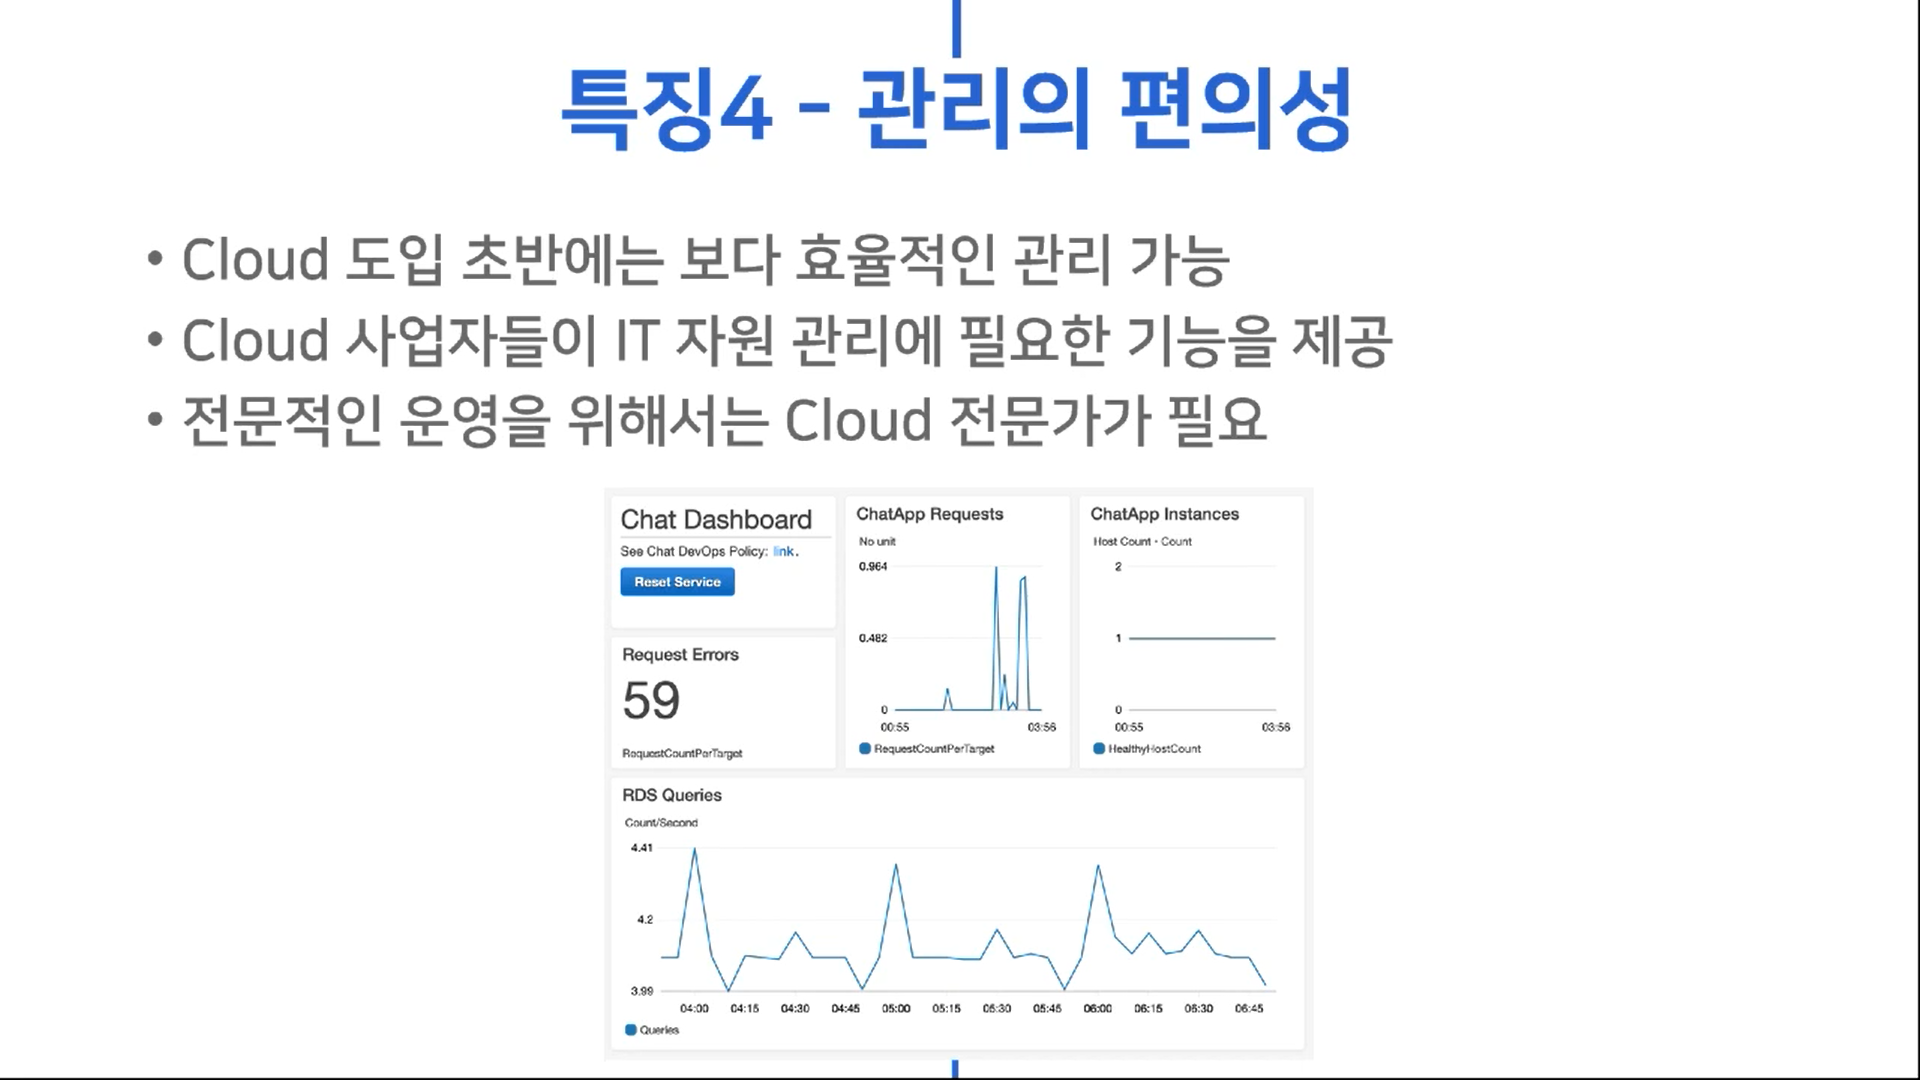 특징4 - 관리의 편의성
• Cloud 도입 초반에는 보다 효율적인 관리 가능
• Cloud 사업자들이 IT 자원 관리에 필요한 기능을 제공
• 전문적인 운영을 위해서는 Cloud 전문가가 필요
Chat Dashboard
See Chat DevOps Policy: link.
Reset Service
Request Errors
59
RequestCountPerTarget
ChatApp Requests
No unit
0.964
0.482
0
00:55 03:56
RequestCountPerTarget
ChatApp Instances
Host Count - Count
2
1
0
00:55 03:56
HealthyHostCount
RDS Queries
Count/Second
4.41
4.2
3.99
04:00 04:15 04:30 04:45 05:00 05:15 05:30 05:45 06:00 06:15 06:30 06:45
Queries